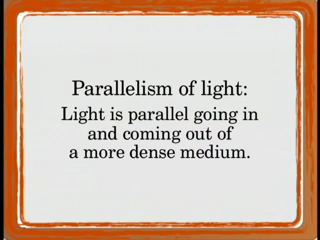 Parallelism of light:
Light is parallel going in
and coming out of
a more dense medium.